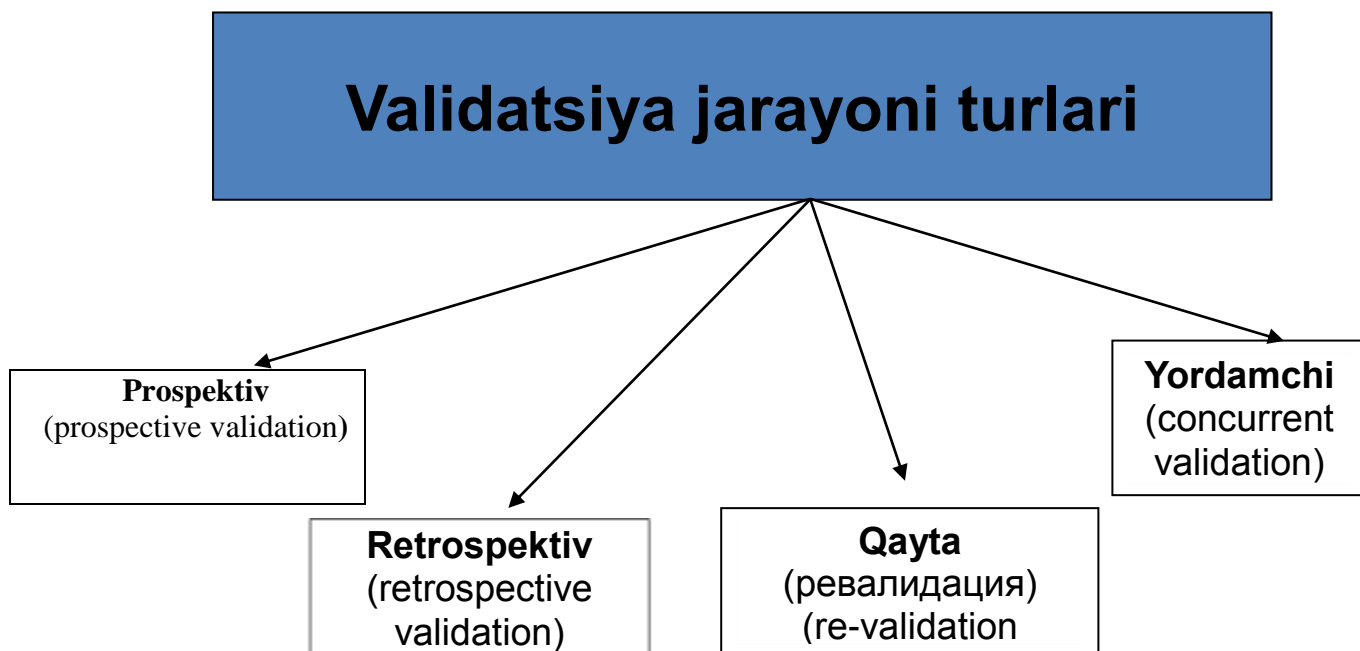 Validatsiya jarayoni turlari
Prospektiv
(prospective validation)
Retrospektiv
(retrospective
validation)
Qayta
(ревалидация)
(re-validation
Yordamchi
(concurrent
validation)